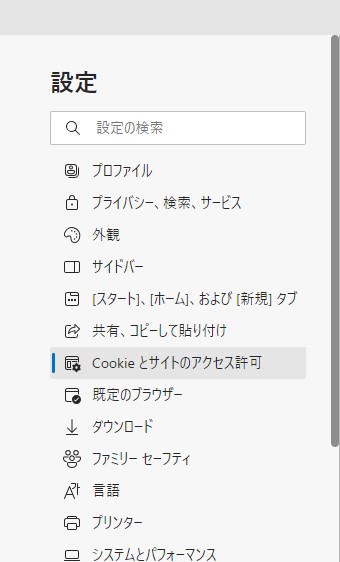 設定
設定の検索
プロファイル
プライバシー、検索、サービス
外観
サイドバー
[スタート]、[ホーム]、および [新規] タブ
共有、コピーして貼り付け
Cookie とサイトのアクセス許可
既定のブラウザー
ダウンロード
ファミリー セーフティ
言語
プリンター
システムとパフォーマンス